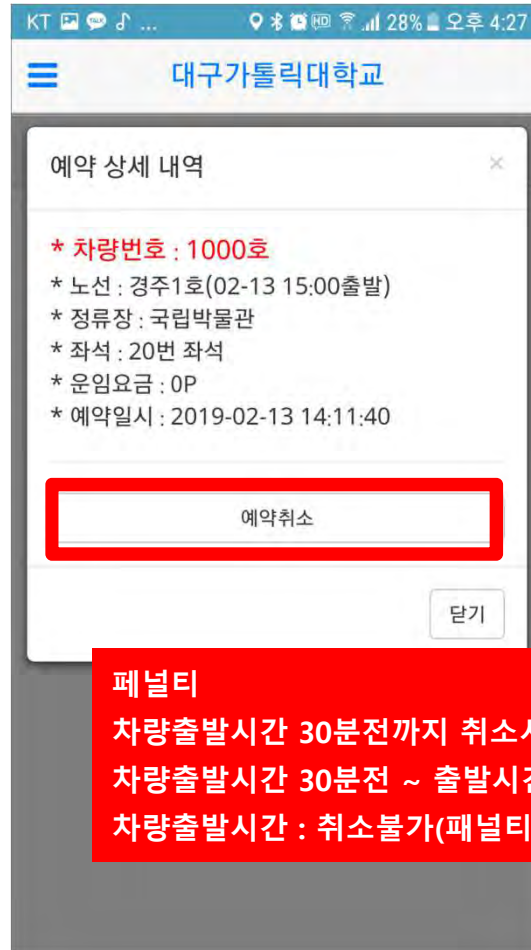 KT TALK ... HD 28% 오후 4:27
대구가톨릭대학교
예약 상세 내역 ×
* 차량번호 : 1000호
* 노선 : 경주1호(02-13 15:00출발)
* 정류장 : 국립박물관
* 좌석 : 20번 좌석
* 운임요금 : 0P
* 예약일시 : 2019-02-13 14:11:40
예약취소
닫기
페널티
차량출발시간 30분전까지 취소
차량출발시간 30분전 ~ 출발시
차량출발시간 : 취소불가(패널티